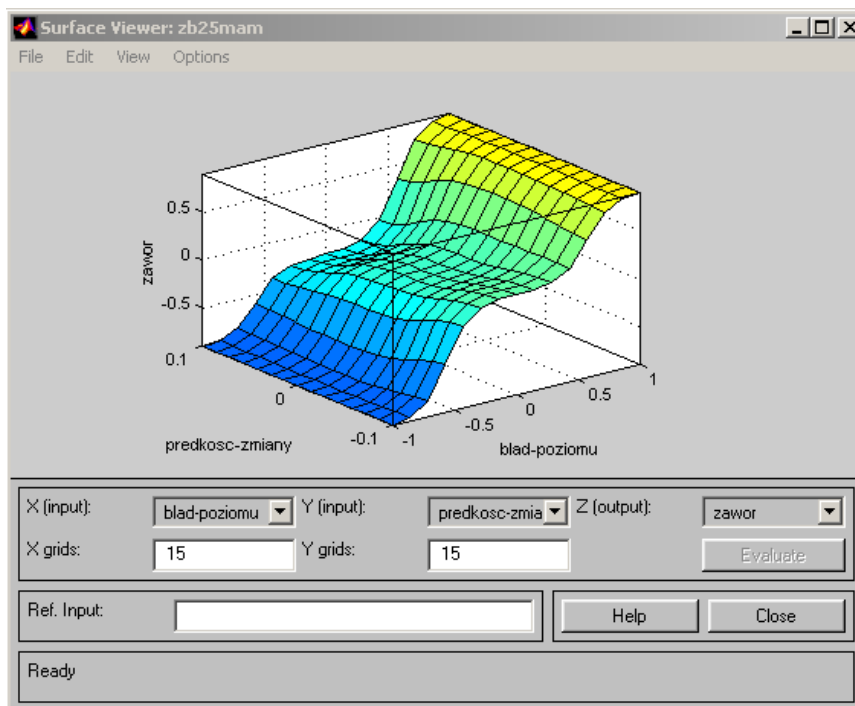 Surface Viewer: zb25mam
File Edit View Options
0.5
0
-0.5
zawor
0.1
0
-0.1
predkosc-zmiany
-1
-0.5
0
0.5
1
blad-poziomu
X (input): blad-poziomu Y (input): predkosc-zmia Z (output): zawor
X grids: 15 Y grids: 15 Evaluate
Ref. Input: Help Close
Ready